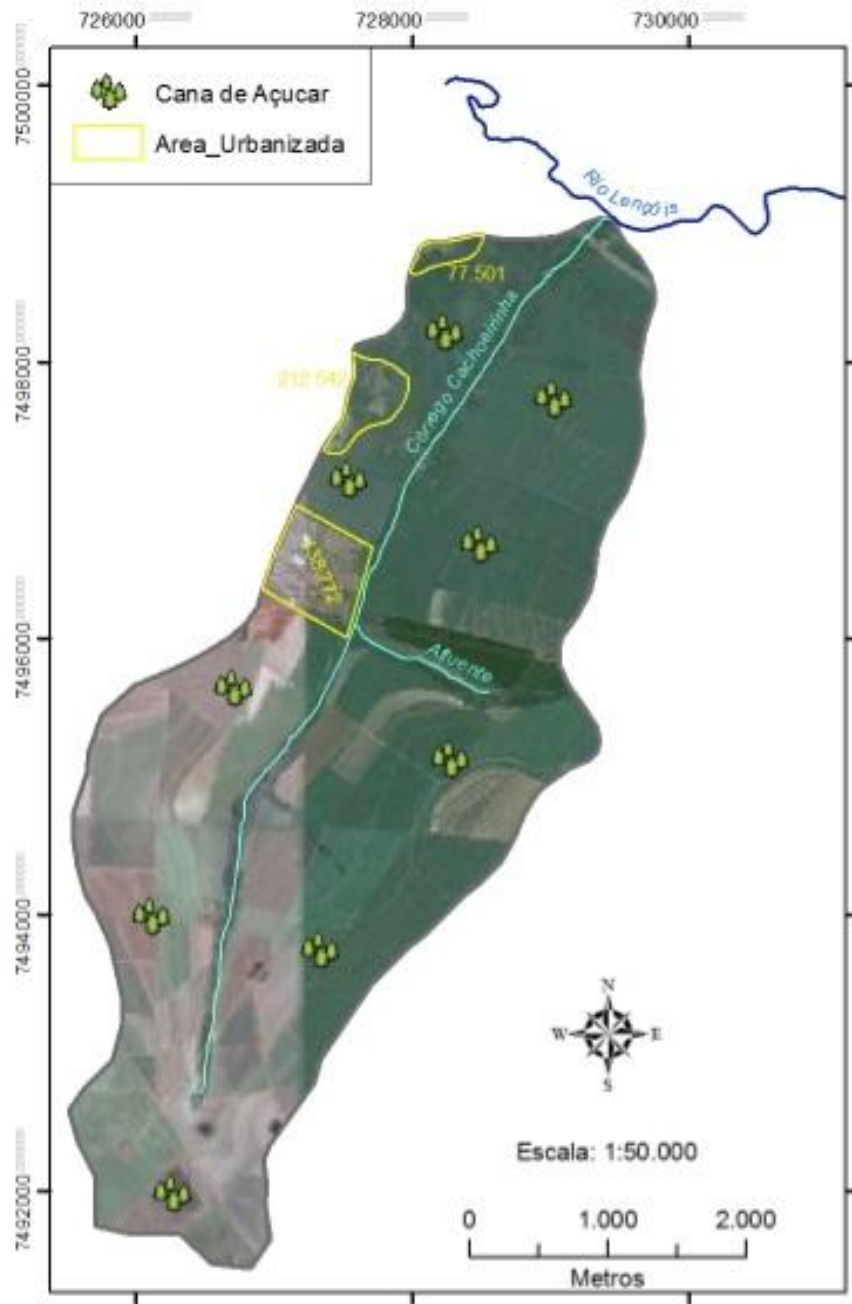 726000
728000
730000
7500000
7498000
7496000
7494000
7492000
Cana de Açucar
Area_Urbanizada
Río Lençóis
77.501
Córrego Cachoeirinha
Afluente
N
W E
S
Escala: 1:50.000
0 1.000 2.000
Metros